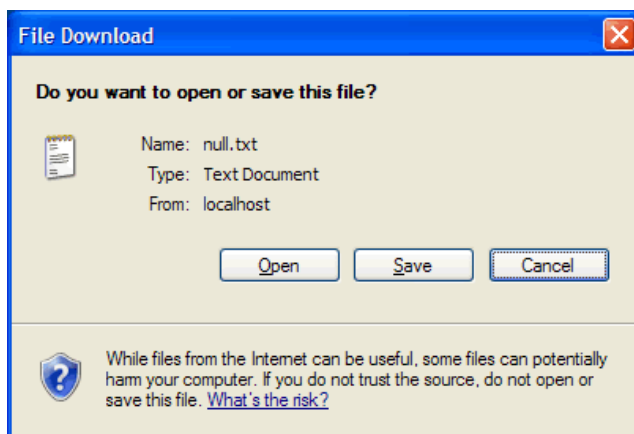 File Download
Do you want to open or save this file?
Name: null.txt
Type: Text Document
From: localhost
Open Save Cancel
While files from the Internet can be useful, some files can potentially
harm your computer. If you do not trust the source, do not open or
save this file. What's the risk?